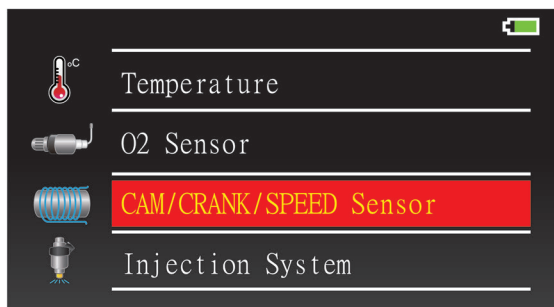 °C
Temperature
O2 Sensor
CAM/CRANK/SPEED Sensor
Injection System